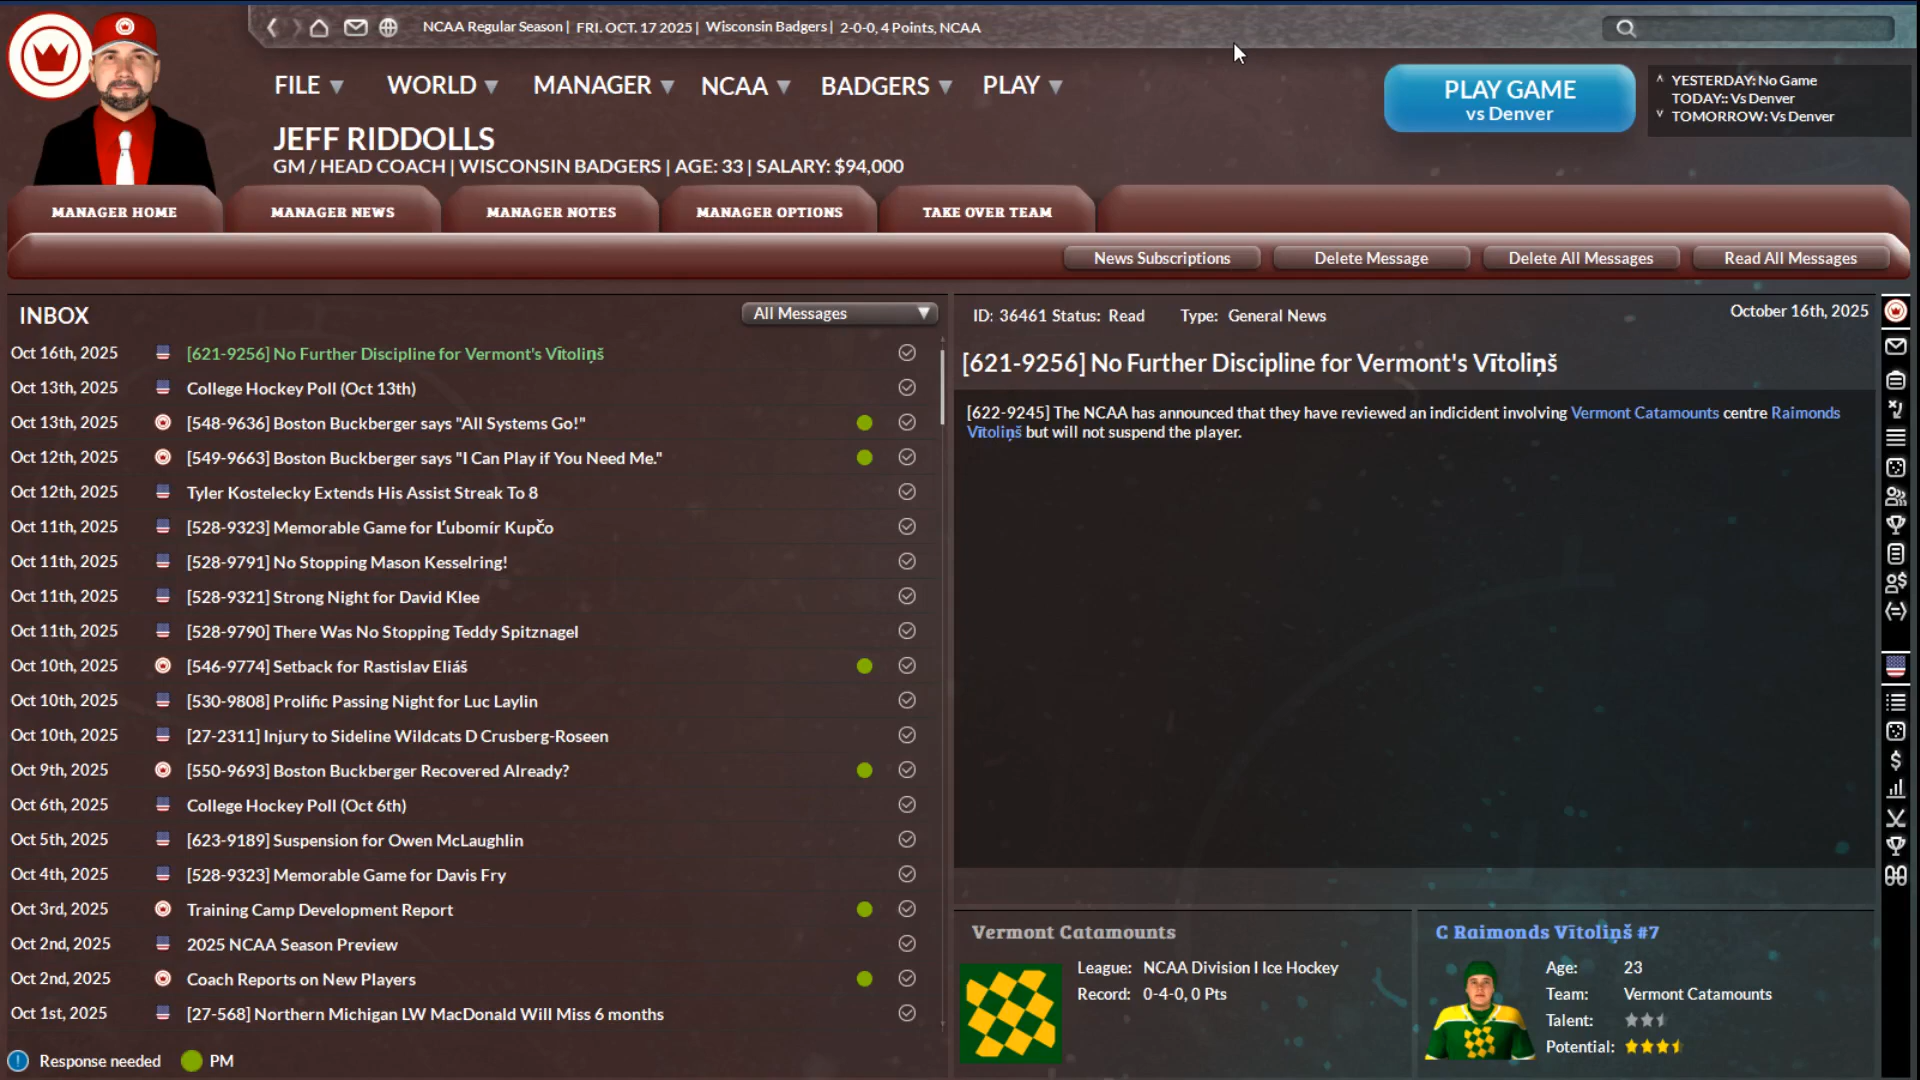 NCAA Regular Season | FRI. OCT. 17 2025 | Wisconsin Badgers | 2-0-0, 4 Points, NCAA
FILE ▼ WORLD ▼ MANAGER ▼ NCAA ▼ BADGERS ▼ PLAY ▼
PLAY GAME
vs Denver
YESTERDAY: No Game
TODAY:: Vs Denver
TOMORROW: Vs Denver
JEFF RIDDOLLS
GM / HEAD COACH | WISCONSIN BADGERS | AGE: 33 | SALARY: $94,000
MANAGER HOME MANAGER NEWS MANAGER NOTES MANAGER OPTIONS TAKE OVER TEAM
News Subscriptions Delete Message Delete All Messages Read All Messages
INBOX All Messages ▼
Oct 16th, 2025 [621-9256] No Further Discipline for Vermont's Vītoliņš
Oct 13th, 2025 College Hockey Poll (Oct 13th)
Oct 13th, 2025 [548-9636] Boston Buckberger says "All Systems Go!"
Oct 12th, 2025 [549-9663] Boston Buckberger says "I Can Play if You Need Me."
Oct 12th, 2025 Tyler Kostelecky Extends His Assist Streak To 8
Oct 11th, 2025 [528-9323] Memorable Game for Ľubomír Kupčo
Oct 11th, 2025 [528-9791] No Stopping Mason Kesselring!
Oct 11th, 2025 [528-9321] Strong Night for David Klee
Oct 11th, 2025 [528-9790] There Was No Stopping Teddy Spitznagel
Oct 10th, 2025 [546-9774] Setback for Rastislav Eliáš
Oct 10th, 2025 [530-9808] Prolific Passing Night for Luc Laylin
Oct 10th, 2025 [27-2311] Injury to Sideline Wildcats D Crusberg-Roseen
Oct 9th, 2025 [550-9693] Boston Buckberger Recovered Already?
Oct 6th, 2025 College Hockey Poll (Oct 6th)
Oct 5th, 2025 [623-9189] Suspension for Owen McLaughlin
Oct 4th, 2025 [528-9323] Memorable Game for Davis Fry
Oct 3rd, 2025 Training Camp Development Report
Oct 2nd, 2025 2025 NCAA Season Preview
Oct 2nd, 2025 Coach Reports on New Players
Oct 1st, 2025 [27-568] Northern Michigan LW MacDonald Will Miss 6 months
Response needed PM
ID: 36461 Status: Read Type: General News October 16th, 2025
[621-9256] No Further Discipline for Vermont's Vītoliņš
[622-9245] The NCAA has announced that they have reviewed an indicident involving Vermont Catamounts centre Raimonds
Vītoliņš but will not suspend the player.
Vermont Catamounts
League: NCAA Division I Ice Hockey
Record: 0-4-0, 0 Pts
C Raimonds Vītoliņš #7
Age: 23
Team: Vermont Catamounts
Talent:
Potential: